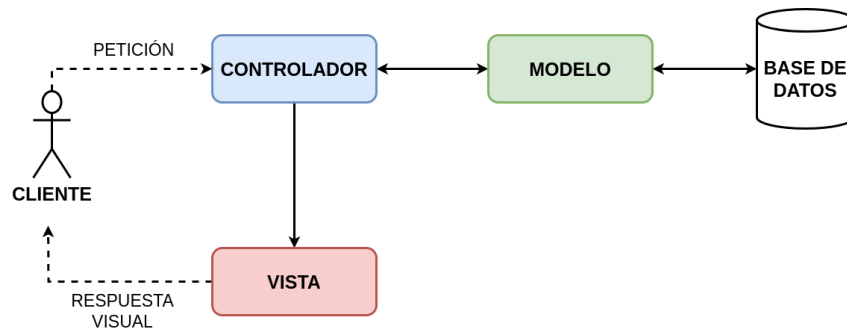 PETICIÓN
CONTROLADOR
MODELO
BASE DE
DATOS
CLIENTE
VISTA
RESPUESTA
VISUAL